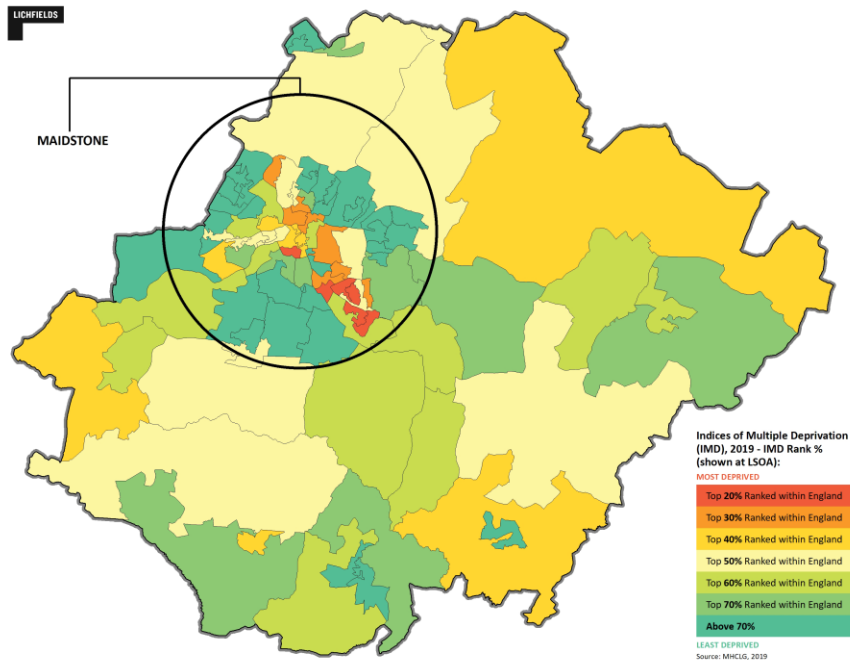 LICHFIELDS
MAIDSTONE
Indices of Multiple Deprivation
(IMD), 2019 - IMD Rank %
(shown at LSOA):
MOST DEPRIVED
Top 20% Ranked within England
Top 30% Ranked within England
Top 40% Ranked within England
Top 50% Ranked within England
Top 60% Ranked within England
Top 70% Ranked within England
Above 70%
LEAST DEPRIVED
Source: MHCLG, 2019